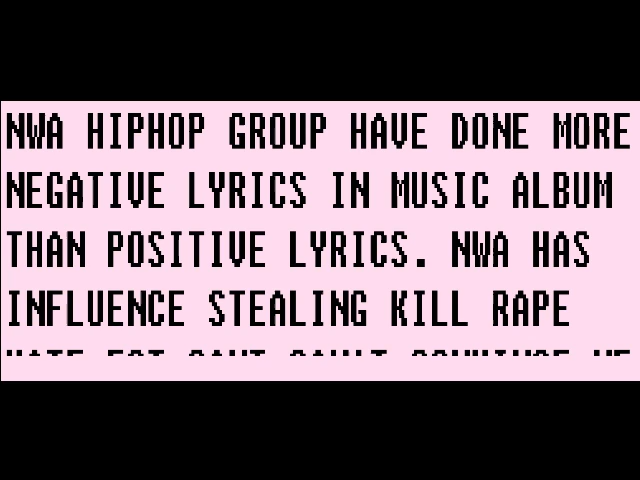 NWA HIPHOP GROUP HAVE DONE MORE
NEGATIVE LYRICS IN MUSIC ALBUM
THAN POSITIVE LYRICS. NWA HAS
INFLUENCE STEALING KILL RAPE